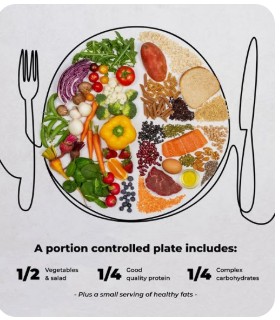 A portion controlled plate includes:
1/2 Vegetables & salad
1/4 Good quality protein
1/4 Complex carbohydrates
- Plus a small serving of healthy fats -